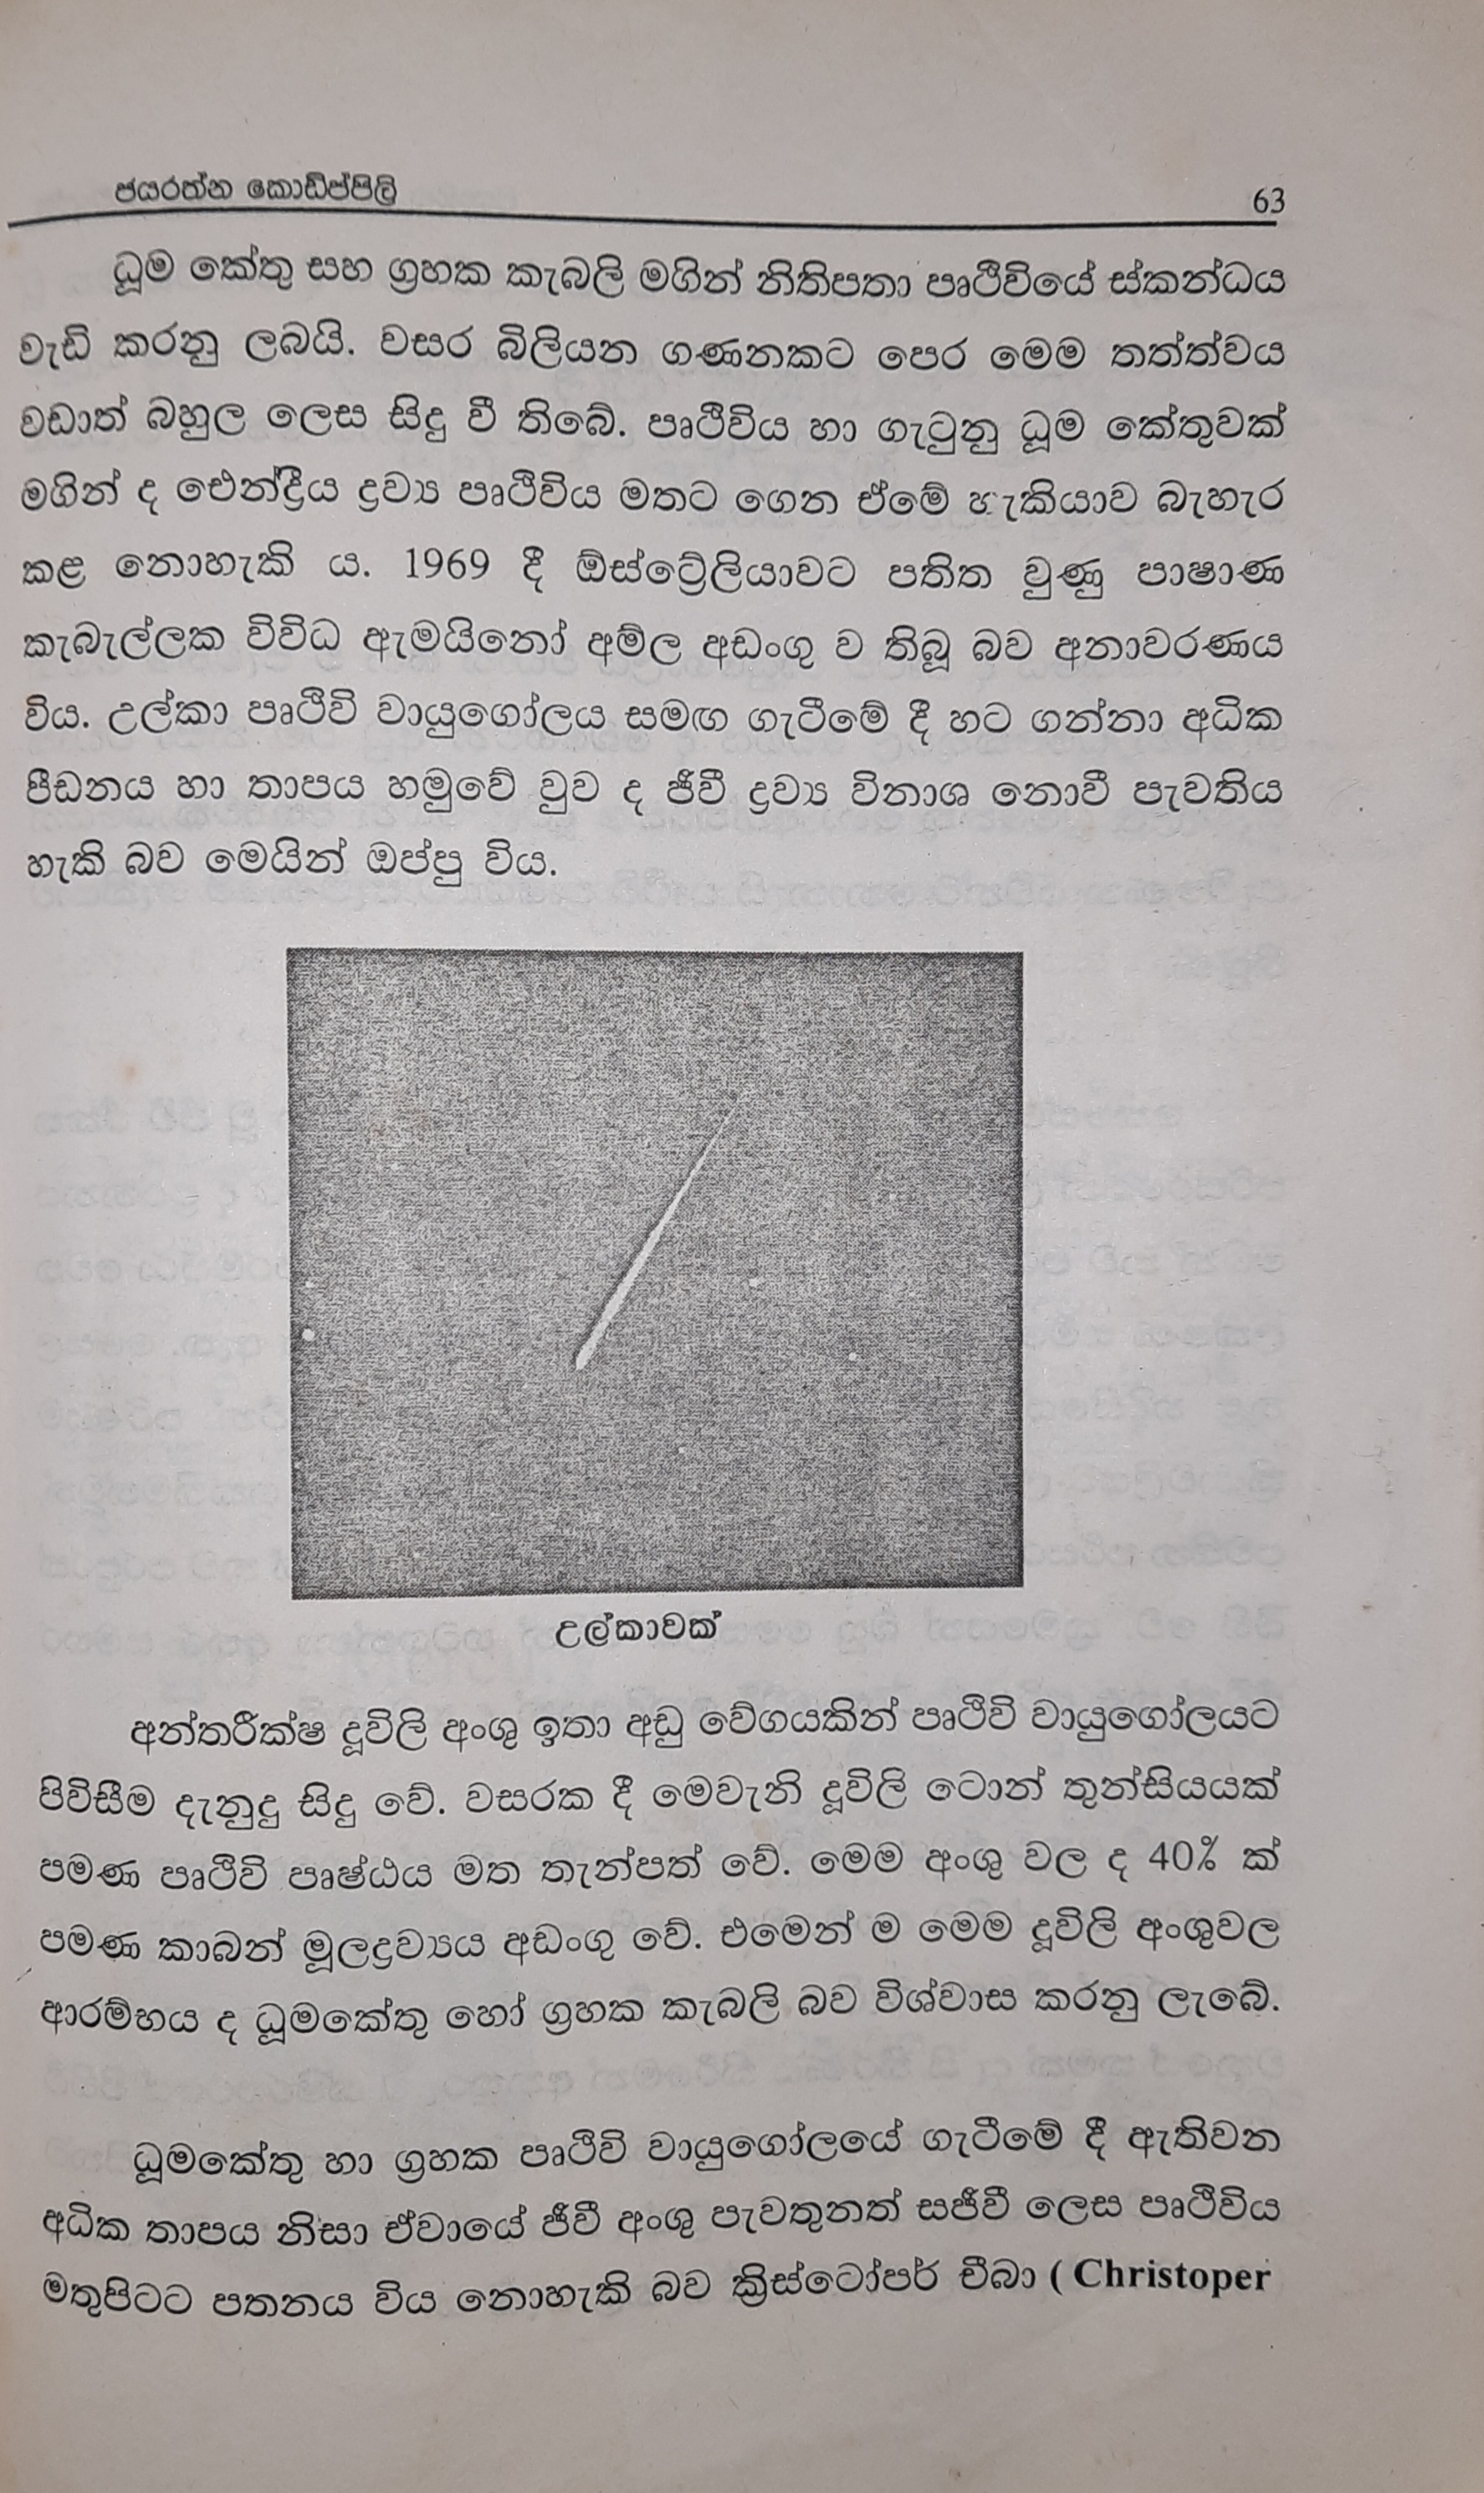 ජයරත්න කොඩිප්පිලි
63
ධූම කේතු සහ ග්‍රහක කැබලි මගින් නිතිපතා පෘථිවියේ ස්කන්ධය
වැඩි කරනු ලබයි. වසර බිලියන ගණනකට පෙර මෙම තත්ත්වය
වඩාත් බහුල ලෙස සිදු වී තිබේ. පෘථිවිය හා ගැටුනු ධූම කේතුවක්
මගින් ද ඓන්ද්‍රීය ද්‍රව්‍ය පෘථිවිය මතට ගෙන ඒමේ හැකියාව බැහැර
කළ නොහැකි ය. 1969 දී ඕස්ට්‍රේලියාවට පතිත වුණු පාෂාණ
කැබැල්ලක විවිධ ඇමයිනෝ අම්ල අඩංගු ව තිබූ බව අනාවරණය
විය. උල්කා පෘථිවි වායුගෝලය සමඟ ගැටීමේ දී හට ගන්නා අධික
පීඩනය හා තාපය හමුවේ වුව ද ජීවී ද්‍රව්‍ය විනාශ නොවී පැවතිය
හැකි බව මෙයින් ඔප්පු විය.
උල්කාවක්
අන්තරීක්ෂ දූවිලි අංශු ඉතා අඩු වේගයකින් පෘථිවි වායුගෝලයට
පිවිසීම දැනුදු සිදු වේ. වසරක දී මෙවැනි දූවිලි ටොන් තුන්සියයක්
පමණ පෘථිවි පෘෂ්ඨය මත තැන්පත් වේ. මෙම අංශු වල ද 40% ක්
පමණ කාබන් මූලද්‍රව්‍යය අඩංගු වේ. එමෙන් ම මෙම දූවිලි අංශුවල
ආරම්භය ද ධූමකේතු හෝ ග්‍රහක කැබලි බව විශ්වාස කරනු ලැබේ.
ධූමකේතු හා ග්‍රහක පෘථිවි වායුගෝලයේ ගැටීමේ දී ඇතිවන
අධික තාපය නිසා ඒවායේ ජීවී අංශු පැවතුනත් සජීවී ලෙස පෘථිවිය
මතුපිටට පතනය විය නොහැකි බව ක්‍රිස්ටෝපර් චීබා ( Christoper